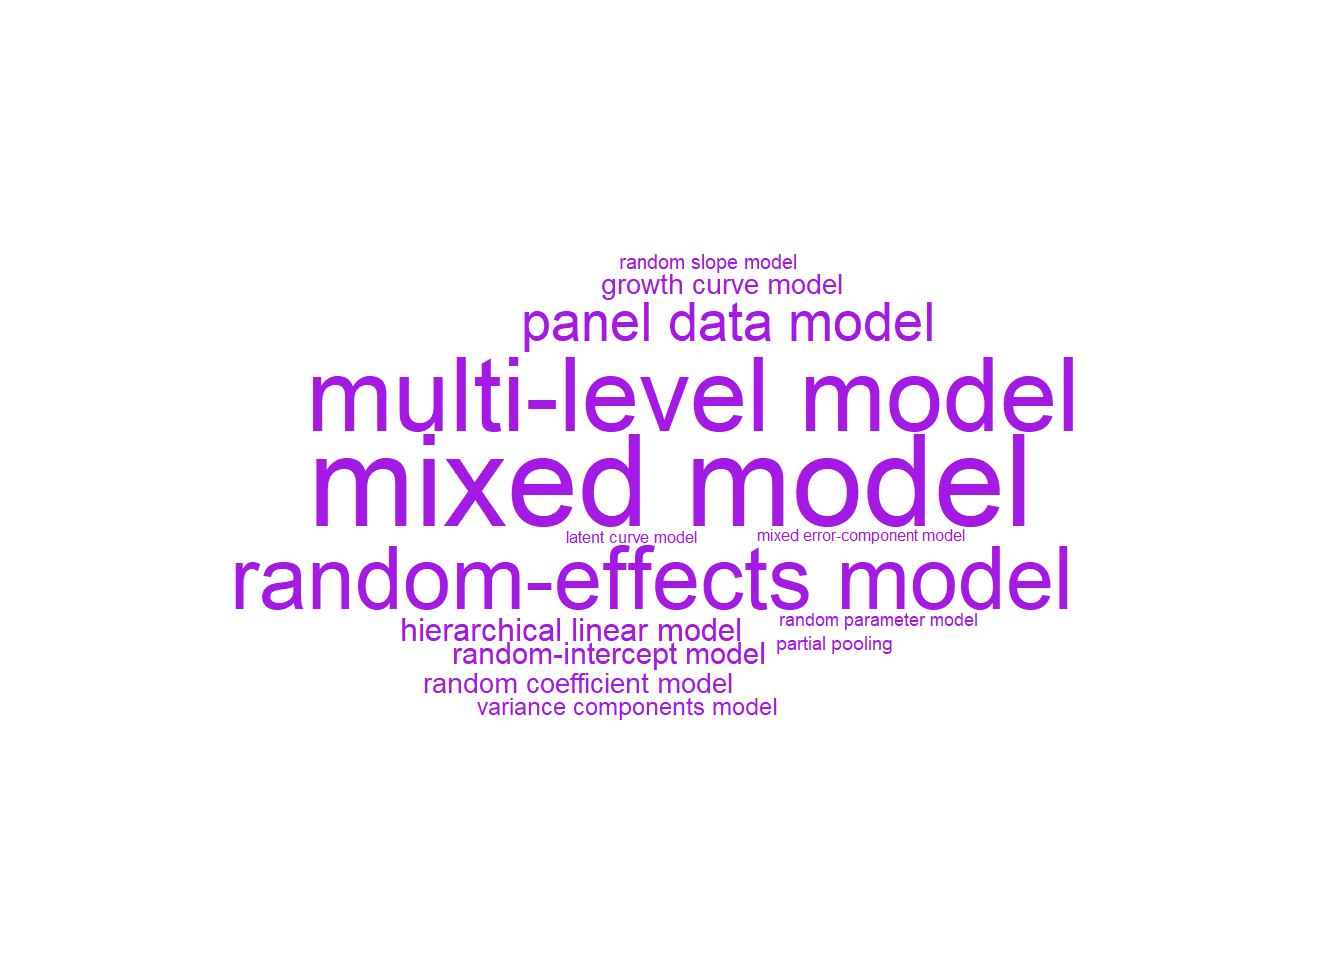 random slope model
growth curve model
panel data model
multi-level model
mixed model
latent curve model
mixed error-component model
random-effects model
hierarchical linear model
random parameter model
partial pooling
random-intercept model
random coefficient model
variance components model